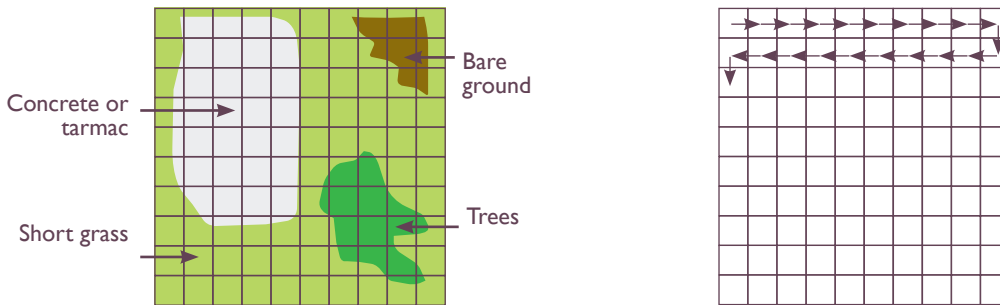 Bare
ground
Concrete or
tarmac
Short grass
Trees